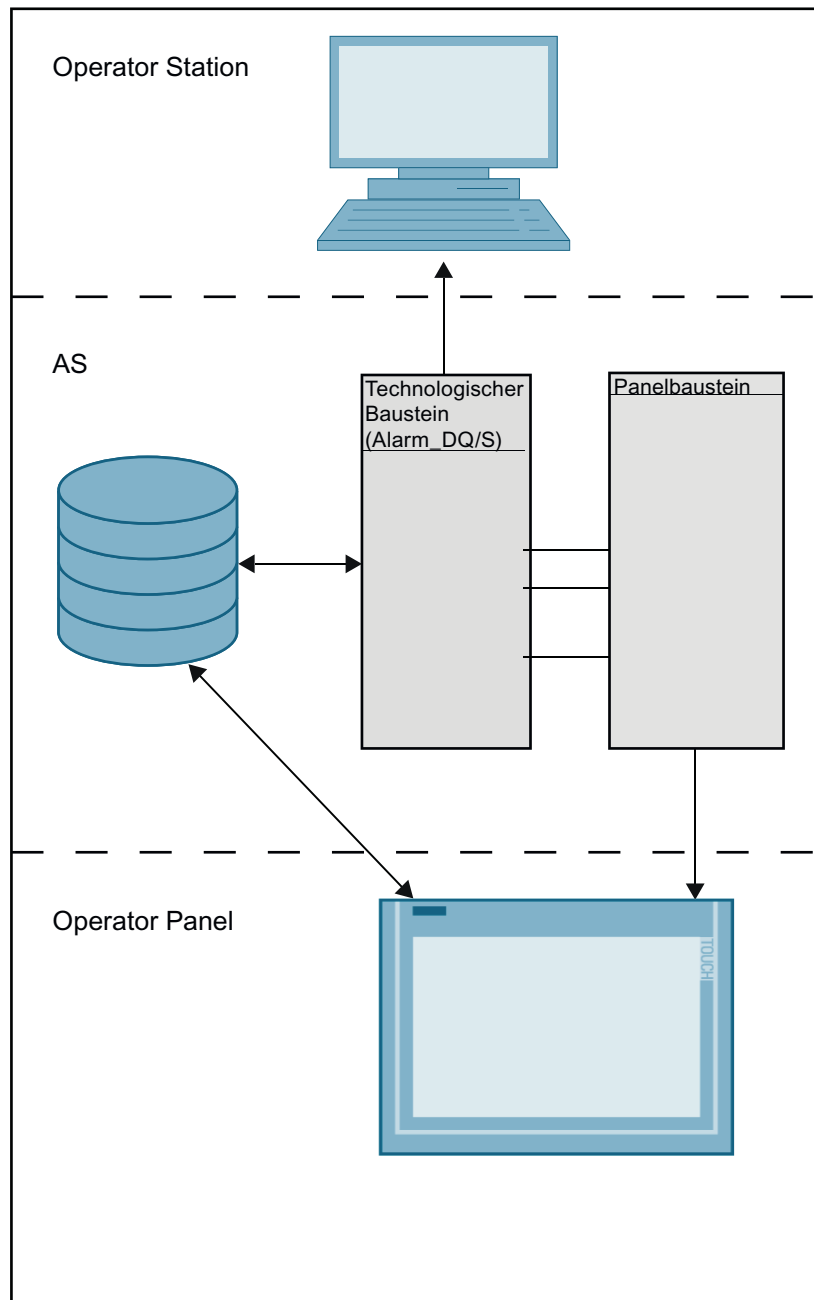 Operator Station
AS
Technologischer
Baustein
(Alarm_DQ/S)
Panelbaustein
Operator Panel
TOUCH